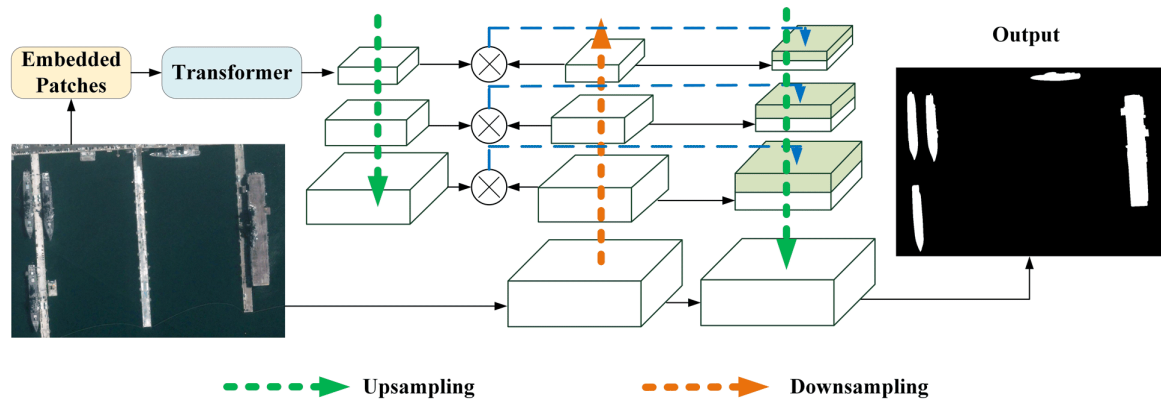 Embedded
Patches
Transformer
Output
Upsampling
Downsampling